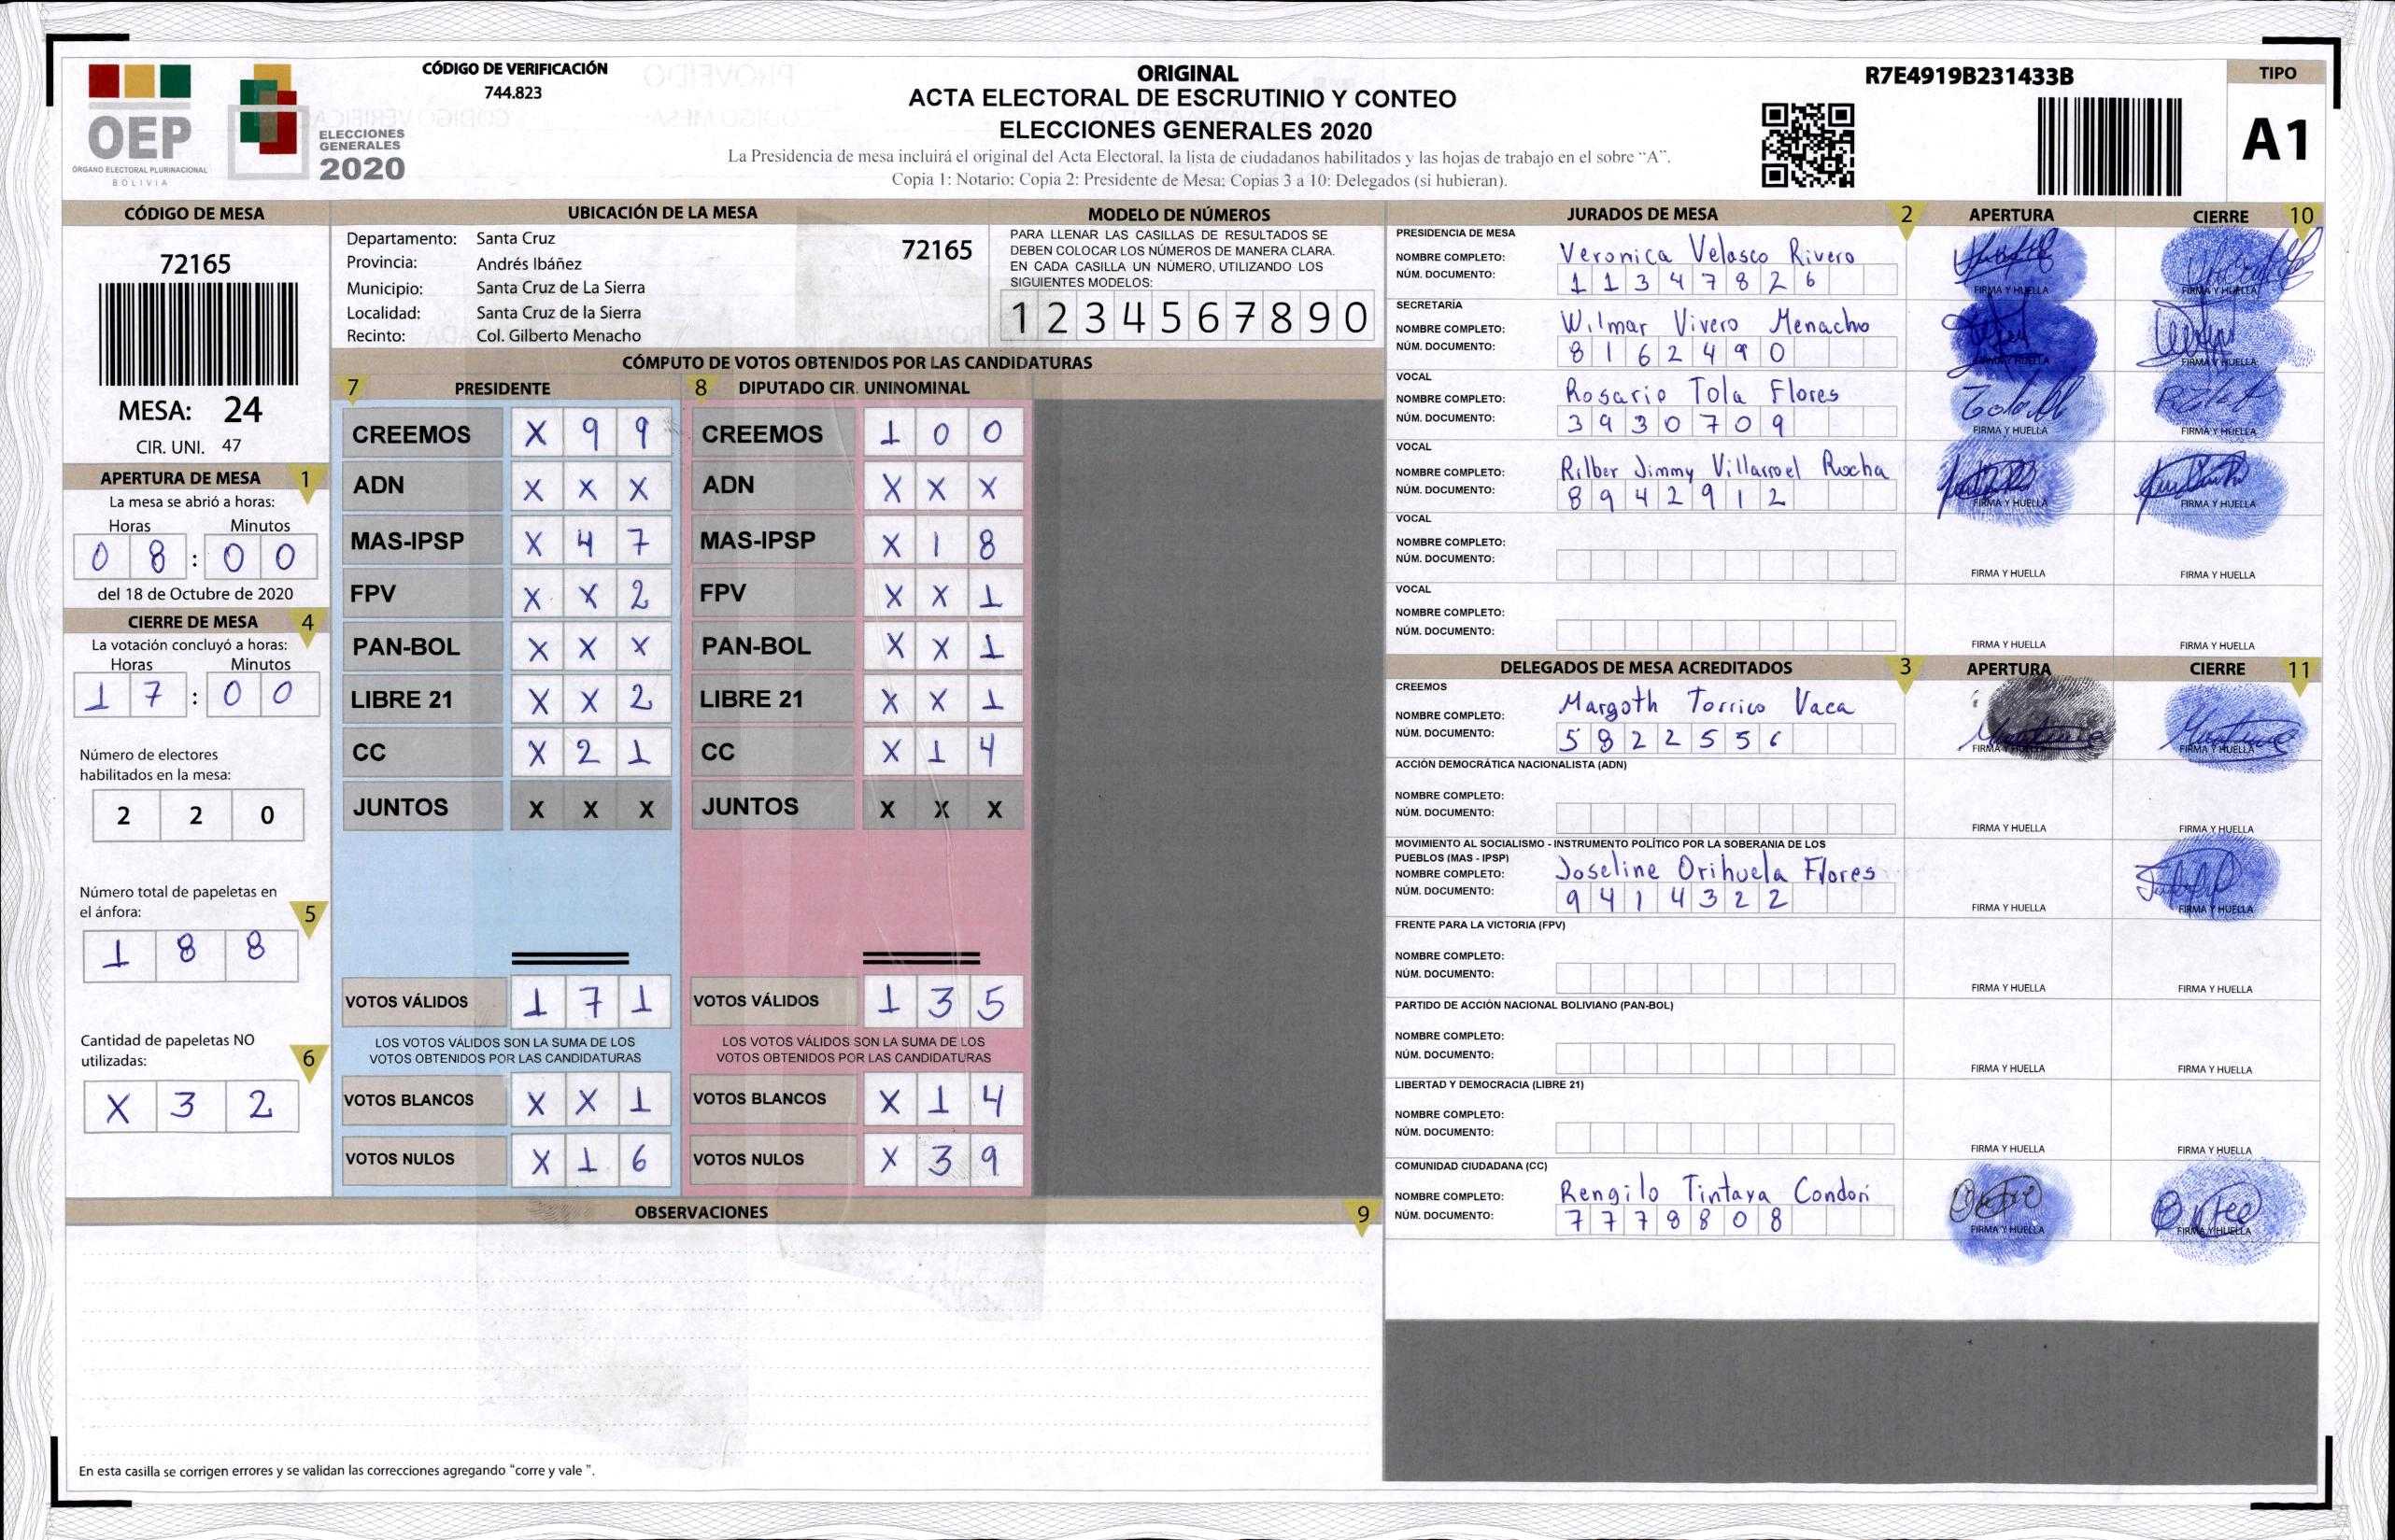 OEP
ÓRGANO ELECTORAL PLURINACIONAL
BOLIVIA
ELECCIONES
GENERALES
2020
CÓDIGO DE VERIFICACIÓN
744.823
ORIGINAL
ACTA ELECTORAL DE ESCRUTINIO Y CONTEO
ELECCIONES GENERALES 2020
La Presidencia de mesa incluirá el original del Acta Electoral, la lista de ciudadanos habilitados y las hojas de trabajo en el sobre "A".
Copia 1: Notario; Copia 2: Presidente de Mesa; Copias 3 a 10: Delegados (si hubieran).
R7E4919B231433B
TIPO
A1
CÓDIGO DE MESA
72165
MESA: 24
CIR. UNI. 47
APERTURA DE MESA 1
La mesa se abrió a horas:
Horas Minutos
0 8 : 0 0
del 18 de Octubre de 2020
CIERRE DE MESA 4
La votación concluyó a horas:
Horas Minutos
1 7 : 0 0
Número de electores
habilitados en la mesa:
2 2 0
Número total de papeletas en
el ánfora: 5
1 8 8
Cantidad de papeletas NO
utilizadas: 6
X 3 2
UBICACIÓN DE LA MESA
Departamento: Santa Cruz
72165
Provincia: Andrés Ibáñez
Municipio: Santa Cruz de La Sierra
Localidad: Santa Cruz de la Sierra
Recinto: Col. Gilberto Menacho
MODELO DE NÚMEROS
PARA LLENAR LAS CASILLAS DE RESULTADOS SE
DEBEN COLOCAR LOS NÚMEROS DE MANERA CLARA.
EN CADA CASILLA UN NÚMERO, UTILIZANDO LOS
SIGUIENTES MODELOS:
1 2 3 4 5 6 7 8 9 0
CÓMPUTO DE VOTOS OBTENIDOS POR LAS CANDIDATURAS
7 PRESIDENTE
CREEMOS X 9 9
ADN X X X
MAS-IPSP X 4 7
FPV X X 2
PAN-BOL X X X
LIBRE 21 X X 2
CC X 2 1
JUNTOS X X X
VOTOS VÁLIDOS 1 7 1
LOS VOTOS VÁLIDOS SON LA SUMA DE LOS
VOTOS OBTENIDOS POR LAS CANDIDATURAS
VOTOS BLANCOS X X 1
VOTOS NULOS X 1 6
8 DIPUTADO CIR. UNINOMINAL
CREEMOS 1 0 0
ADN X X X
MAS-IPSP X 1 8
FPV X X 1
PAN-BOL X X 1
LIBRE 21 X X 1
CC X 1 4
JUNTOS X X X
VOTOS VÁLIDOS 1 3 5
LOS VOTOS VÁLIDOS SON LA SUMA DE LOS
VOTOS OBTENIDOS POR LAS CANDIDATURAS
VOTOS BLANCOS X 1 4
VOTOS NULOS X 3 9
OBSERVACIONES 9
En esta casilla se corrigen errores y se validan las correcciones agregando "corre y vale ".
JURADOS DE MESA 2 APERTURA CIERRE 10
PRESIDENCIA DE MESA
NOMBRE COMPLETO: Veronica Velasco Rivero
NÚM. DOCUMENTO: 1 1 3 4 7 8 2 6
FIRMA Y HUELLA FIRMA Y HUELLA
SECRETARÍA
NOMBRE COMPLETO: Wilmar Vivero Menacho
NÚM. DOCUMENTO: 8 1 6 2 4 9 0
FIRMA Y HUELLA FIRMA Y HUELLA
VOCAL
NOMBRE COMPLETO: Rosario Tola Flores
NÚM. DOCUMENTO: 3 9 3 0 7 0 9
FIRMA Y HUELLA FIRMA Y HUELLA
VOCAL
NOMBRE COMPLETO: Rilber Jimmy Villarroel Rocha
NÚM. DOCUMENTO: 8 9 4 2 9 1 2
FIRMA Y HUELLA FIRMA Y HUELLA
VOCAL
NOMBRE COMPLETO:
NÚM. DOCUMENTO:
FIRMA Y HUELLA FIRMA Y HUELLA
VOCAL
NOMBRE COMPLETO:
NÚM. DOCUMENTO:
FIRMA Y HUELLA FIRMA Y HUELLA
DELEGADOS DE MESA ACREDITADOS 3 APERTURA CIERRE 11
CREEMOS
NOMBRE COMPLETO: Margoth Torrico Vaca
NÚM. DOCUMENTO: 5 8 2 2 5 5 6
FIRMA Y HUELLA FIRMA Y HUELLA
ACCIÓN DEMOCRÁTICA NACIONALISTA (ADN)
NOMBRE COMPLETO:
NÚM. DOCUMENTO:
FIRMA Y HUELLA FIRMA Y HUELLA
MOVIMIENTO AL SOCIALISMO - INSTRUMENTO POLÍTICO POR LA SOBERANIA DE LOS
PUEBLOS (MAS - IPSP)
NOMBRE COMPLETO: Joseline Orihuela Flores
NÚM. DOCUMENTO: 9 4 1 4 3 2 2
FIRMA Y HUELLA FIRMA Y HUELLA
FRENTE PARA LA VICTORIA (FPV)
NOMBRE COMPLETO:
NÚM. DOCUMENTO:
FIRMA Y HUELLA FIRMA Y HUELLA
PARTIDO DE ACCIÓN NACIONAL BOLIVIANO (PAN-BOL)
NOMBRE COMPLETO:
NÚM. DOCUMENTO:
FIRMA Y HUELLA FIRMA Y HUELLA
LIBERTAD Y DEMOCRACIA (LIBRE 21)
NOMBRE COMPLETO:
NÚM. DOCUMENTO:
FIRMA Y HUELLA FIRMA Y HUELLA
COMUNIDAD CIUDADANA (CC)
NOMBRE COMPLETO: Rengilo Tintaya Condori
NÚM. DOCUMENTO: 7 7 7 8 8 0 8
FIRMA Y HUELLA FIRMA Y HUELLA